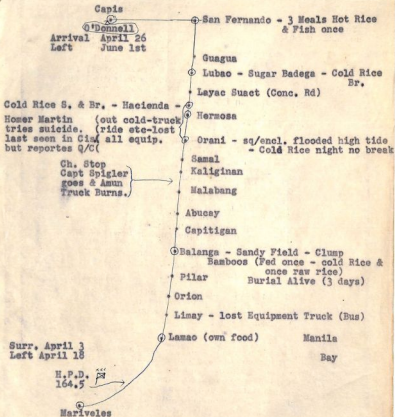 Capis
O'Donnell
Arrival April 26
Left June 1st
San Fernando - 3 Meals Hot Rice
& Fish once
Guagua
Lubao - Sugar Badega - Cold Rice
Br.
Layac Suact (Conc. Rd)
Cold Rice S. & Br. - Hacienda -
Hermosa
Homer Martin (out cold-truck
tries suicide. (ride etc-lost
last seen in Cim( all equip.
but reportes Q/C(
Orani - sq/encl. flooded high tide
- Cold Rice night no break
Samal
Kaliginan
Ch. Stop
Capt Spigler
goes & Amun
Truck Burns.
Malabang
Abucay
Capitigan
Balanga - Sandy Field - Clump
Bamboos (Fed once - cold Rice &
once raw rice)
Burial Alive (3 days)
Pilar
Orion
Limay - lost Equipment Truck (Bus)
Lamao (own food)
Manila
Bay
Surr. April 3
Left April 18
H.P.D.
164.5
Mariveles